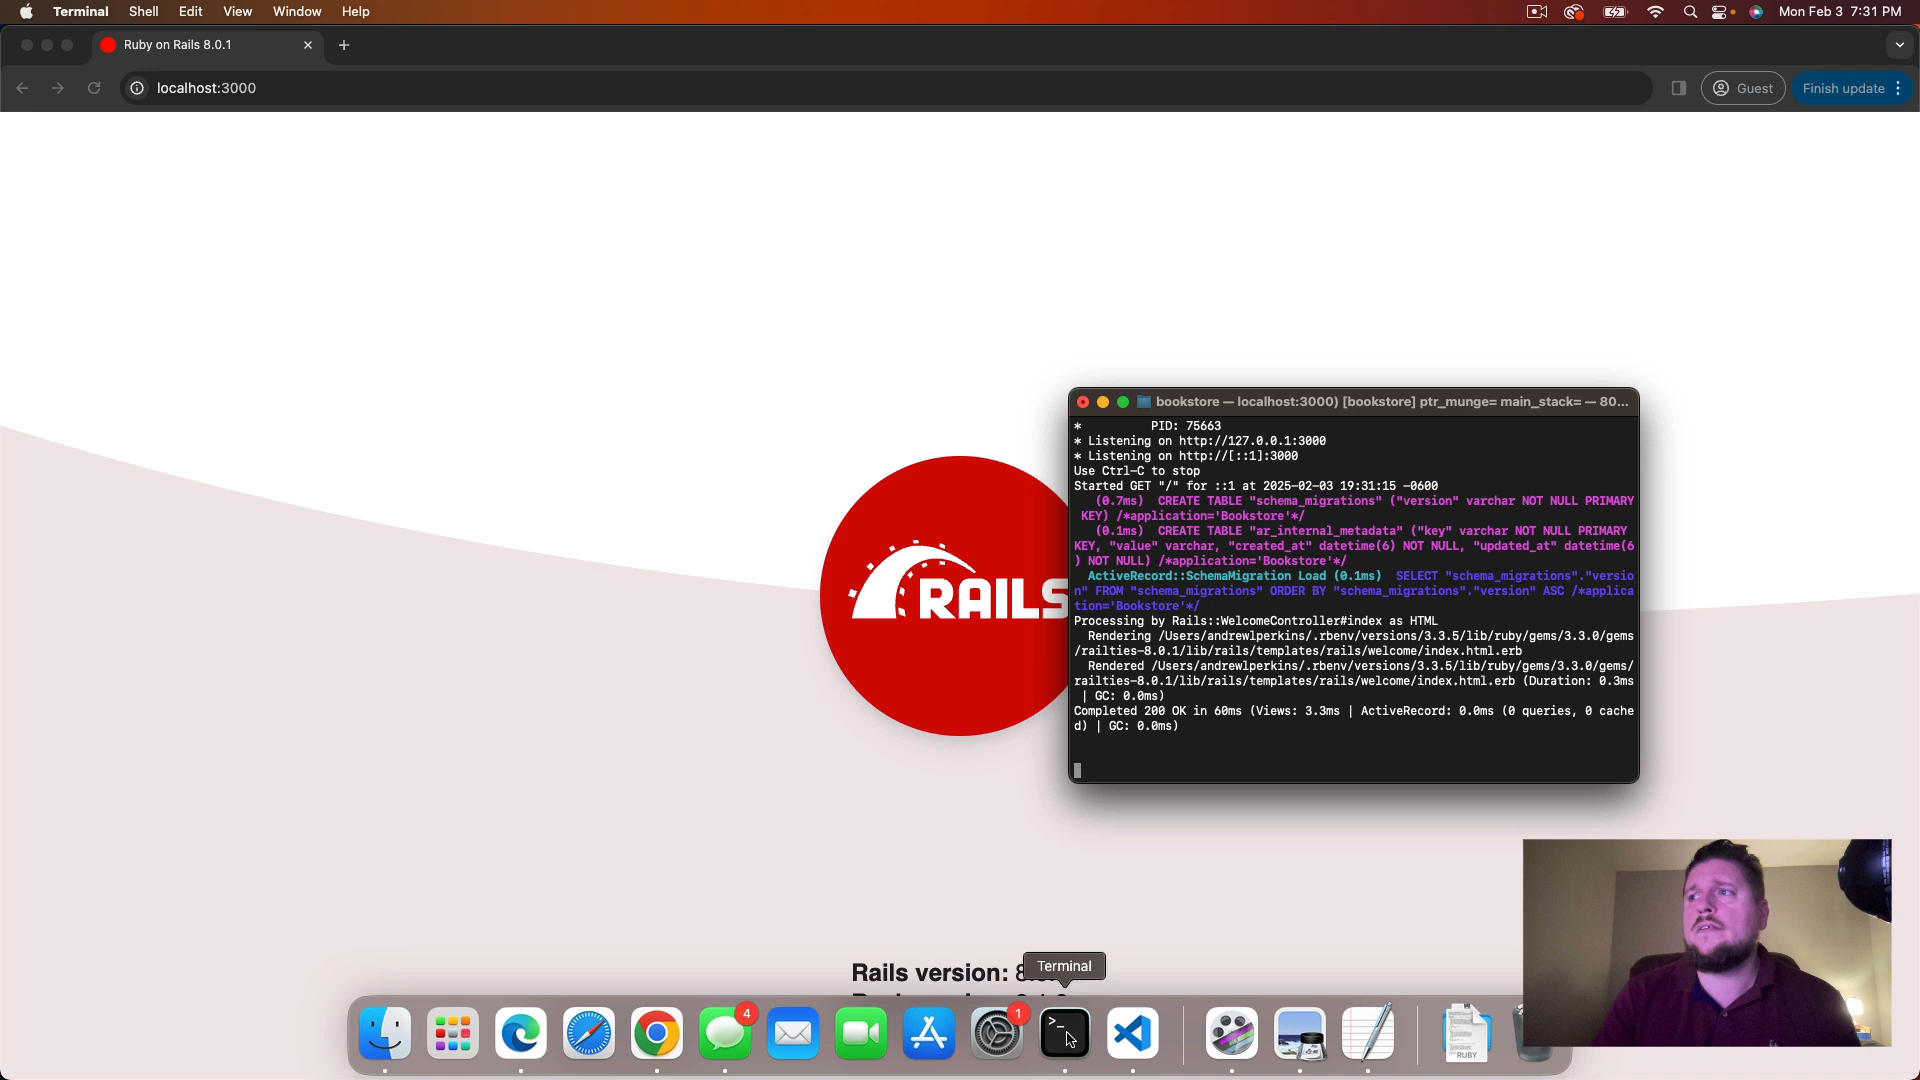 Terminal Shell Edit View Window Help
Mon Feb 3 7:31 PM
Ruby on Rails 8.0.1
localhost:3000
Guest
Finish update
RAILS
bookstore — localhost:3000) [bookstore] ptr_munge= main_stack= — 80...
* PID: 75663
* Listening on http://127.0.0.1:3000
* Listening on http://[::1]:3000
Use Ctrl-C to stop
Started GET "/" for ::1 at 2025-02-03 19:31:15 -0600
(0.7ms) CREATE TABLE "schema_migrations" ("version" varchar NOT NULL PRIMARY
KEY) /*application='Bookstore'*/
(0.1ms) CREATE TABLE "ar_internal_metadata" ("key" varchar NOT NULL PRIMARY
KEY, "value" varchar, "created_at" datetime(6) NOT NULL, "updated_at" datetime(6
) NOT NULL) /*application='Bookstore'*/
ActiveRecord::SchemaMigration Load (0.1ms) SELECT "schema_migrations"."versio
n" FROM "schema_migrations" ORDER BY "schema_migrations"."version" ASC /*applica
tion='Bookstore'*/
Processing by Rails::WelcomeController#index as HTML
Rendering /Users/andrewlperkins/.rbenv/versions/3.3.5/lib/ruby/gems/3.3.0/gems
/railties-8.0.1/lib/rails/templates/rails/welcome/index.html.erb
Rendered /Users/andrewlperkins/.rbenv/versions/3.3.5/lib/ruby/gems/3.3.0/gems/
railties-8.0.1/lib/rails/templates/rails/welcome/index.html.erb (Duration: 0.3ms
| GC: 0.0ms)
Completed 200 OK in 60ms (Views: 3.3ms | ActiveRecord: 0.0ms (0 queries, 0 cache
d) | GC: 0.0ms)
Rails version:
Terminal
4
1
RUBY